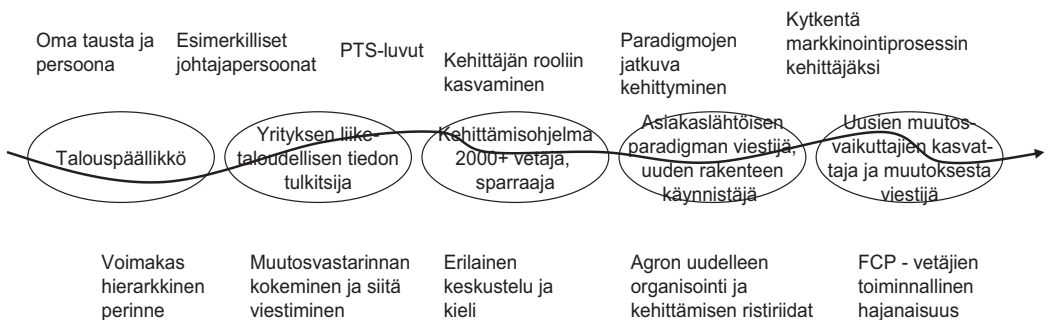 Oma tausta ja
persoona
Esimerkilliset
johtajapersoonat
PTS-luvut
Kehittäjän rooliin
kasvaminen
Paradigmojen
jatkuva
kehittyminen
Kytkentä
markkinointiprosessin
kehittäjäksi
Talouspäällikkö
Yrityksen liike-
taloudellisen tiedon
tulkitsija
Kehittämisohjelma
2000+ vetäjä,
sparraaja
Asiakaslähtöisen
paradigman viestijä,
uuden rakenteen
käynnistäjä
Uusien muutos-
vaikuttajien kasvat-
taja ja muutoksesta
viestijä
Voimakas
hierarkkinen
perinne
Muutosvastarinnan
kokeminen ja siitä
viestiminen
Erilainen
keskustelu ja
kieli
Agron uudelleen
organisointi ja
kehittämisen ristiriidat
FCP - vetäjien
toiminnallinen
hajanaisuus